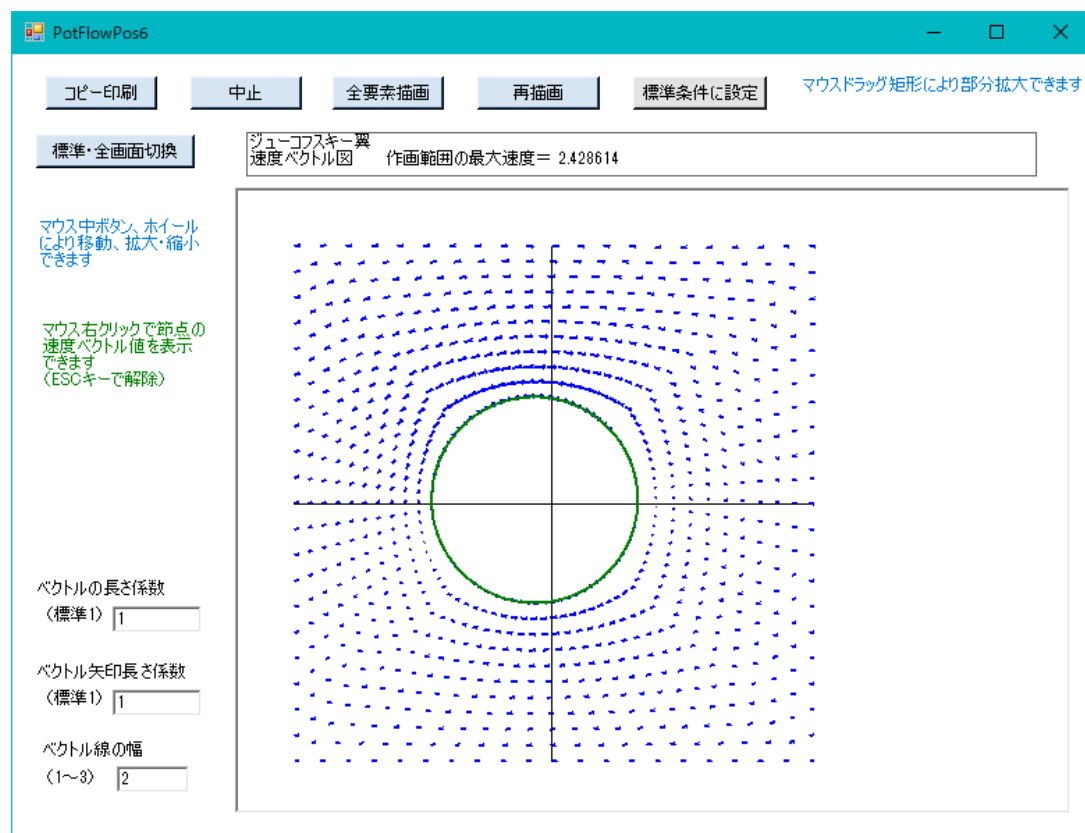 PotFlowPos6
コピー印刷
中止
全要素描画
再描画
標準条件に設定
マウスドラッグ矩形により部分拡大できます
標準・全画面切換
ジューコフスキー翼
速度ベクトル図 作画範囲の最大速度＝ 2.428614
マウス中ボタン、ホイール
により移動、拡大・縮小
できます
マウス右クリックで節点の
速度ベクトル値を表示
できます
（ESCキーで解除）
ベクトルの長さ係数
（標準1） 1
ベクトル矢印長さ係数
（標準1） 1
ベクトル線の幅
（1～3） 2